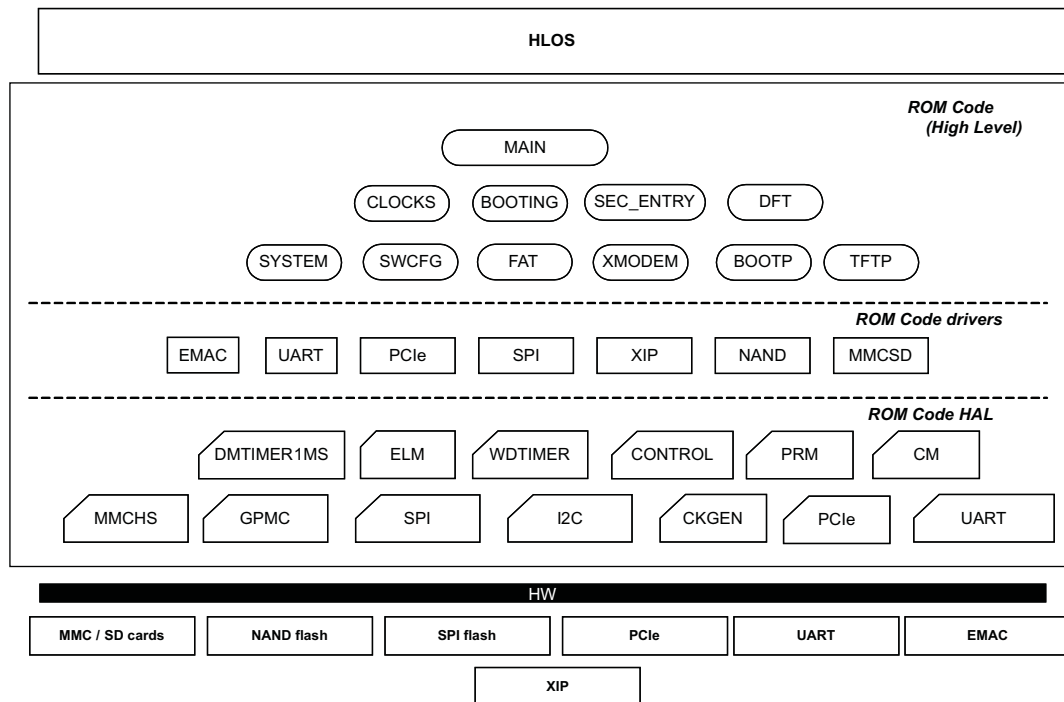 HLOS
ROM Code
(High Level)
MAIN
CLOCKS BOOTING SEC_ENTRY DFT
SYSTEM SWCFG FAT XMODEM BOOTP TFTP
ROM Code drivers
EMAC UART PCIe SPI XIP NAND MMCSD
ROM Code HAL
DMTIMER1MS ELM WDTIMER CONTROL PRM CM
MMCHS GPMC SPI I2C CKGEN PCIe UART
HW
MMC / SD cards NAND flash SPI flash PCIe UART EMAC
XIP